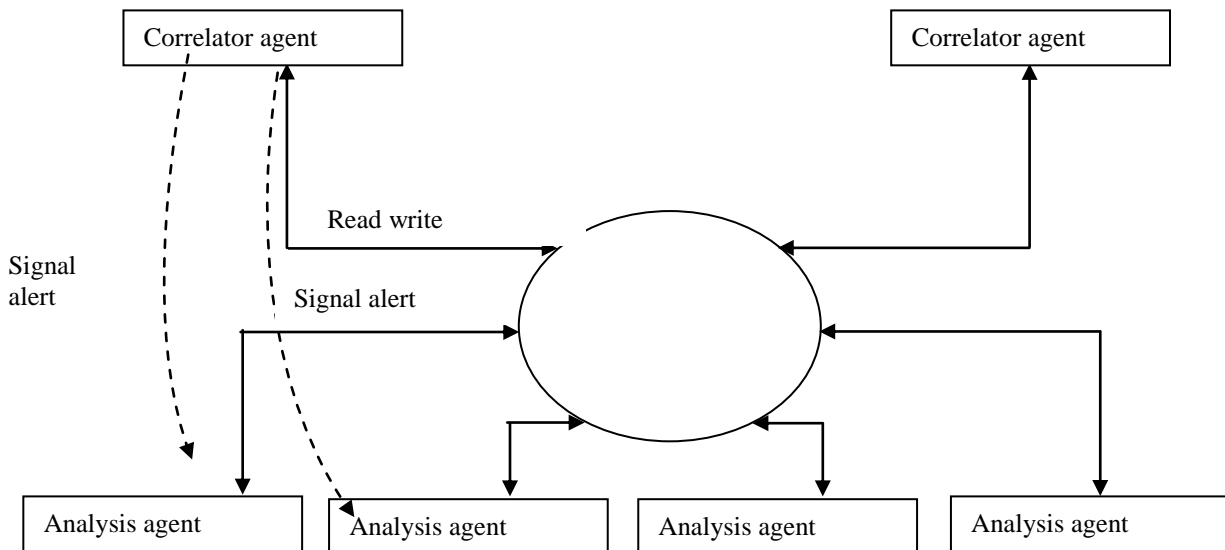 Correlator agent
Correlator agent
Read write
Signal
alert
Signal alert
Analysis agent
Analysis agent
Analysis agent
Analysis agent